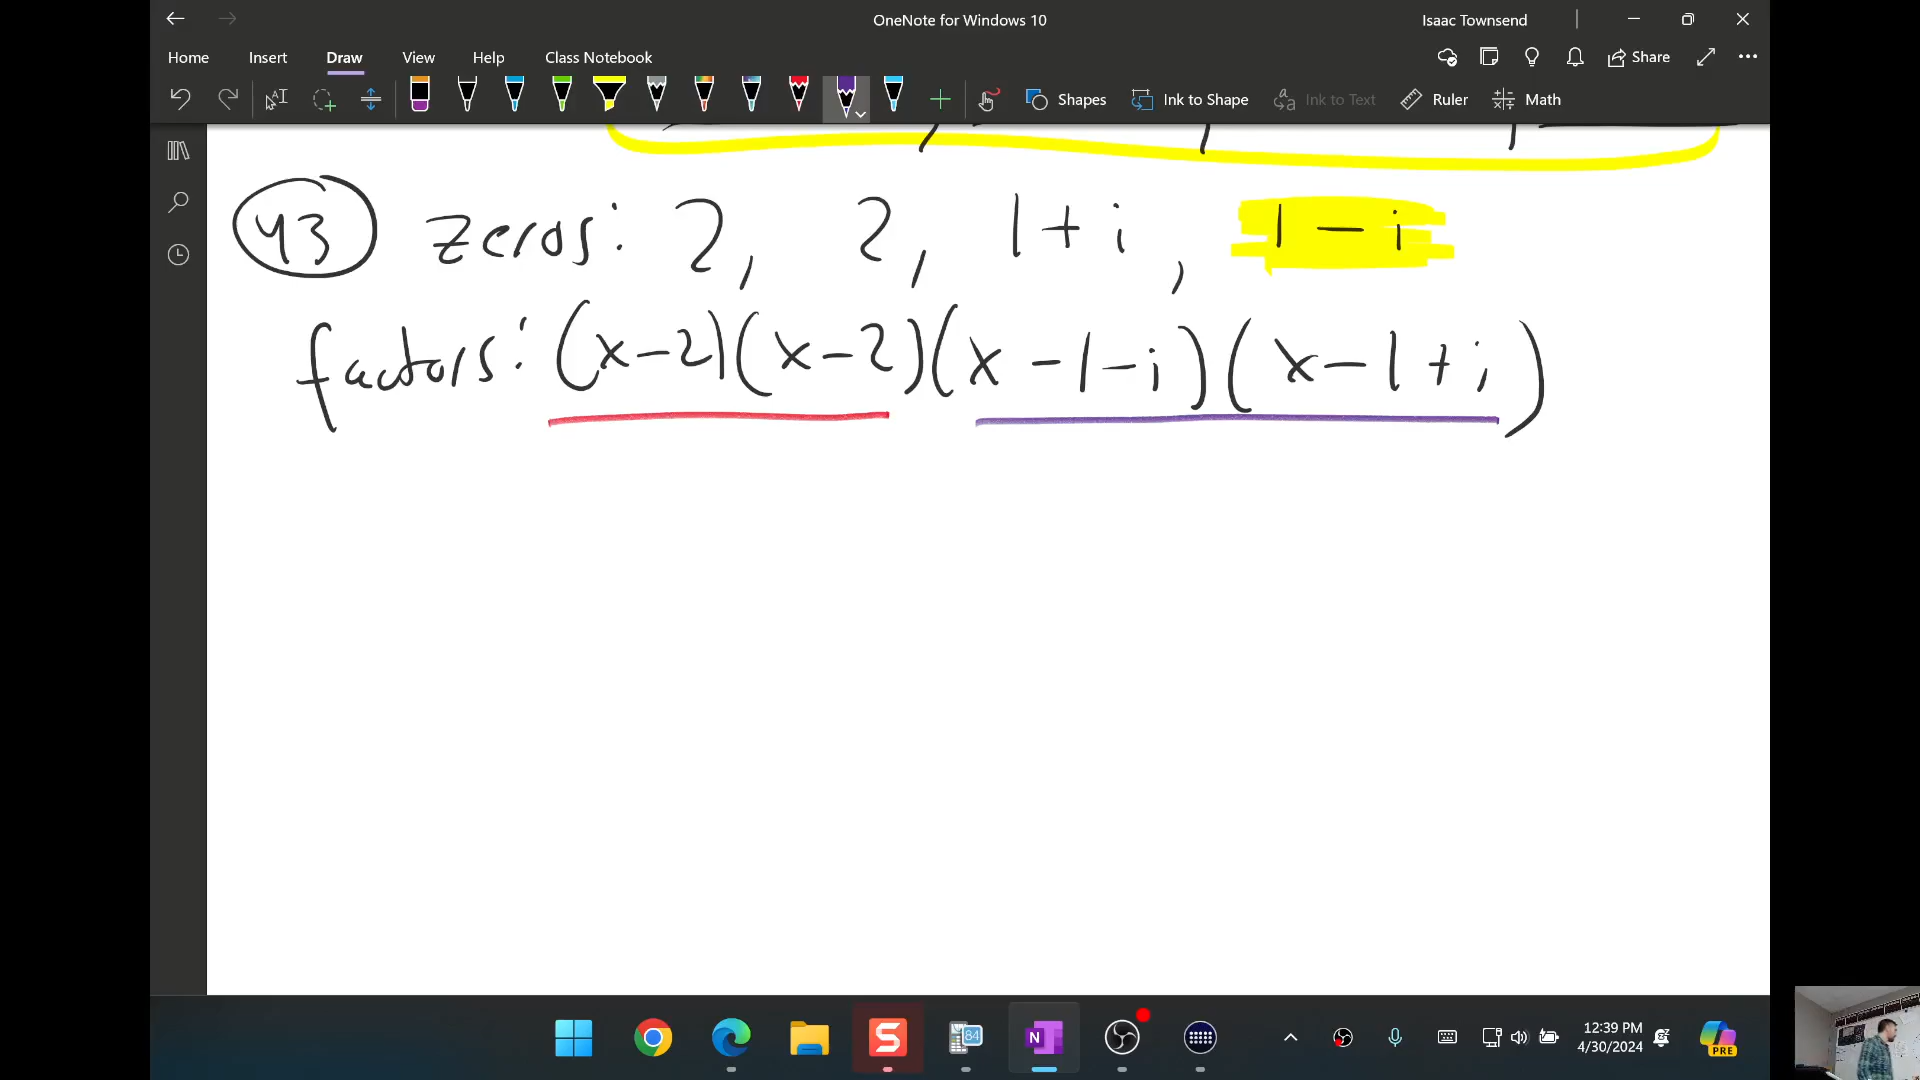 OneNote for Windows 10
Isaac Townsend
Home Insert Draw View Help Class Notebook
Share
Shapes Ink to Shape Ink to Text Ruler Math
43 zeros: 2, 2, 1+i, 1-i
factors: (x-2)(x-2)(x-1-i)(x-1+i)
84
N
S
12:39 PM
4/30/2024
PRE